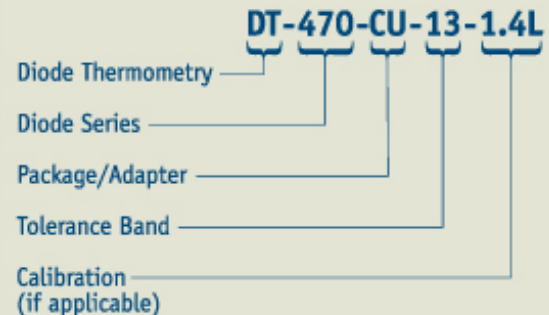 DT-470-CU-13-1.4L
Diode Thermometry
Diode Series
Package/Adapter
Tolerance Band
Calibration
(if applicable)